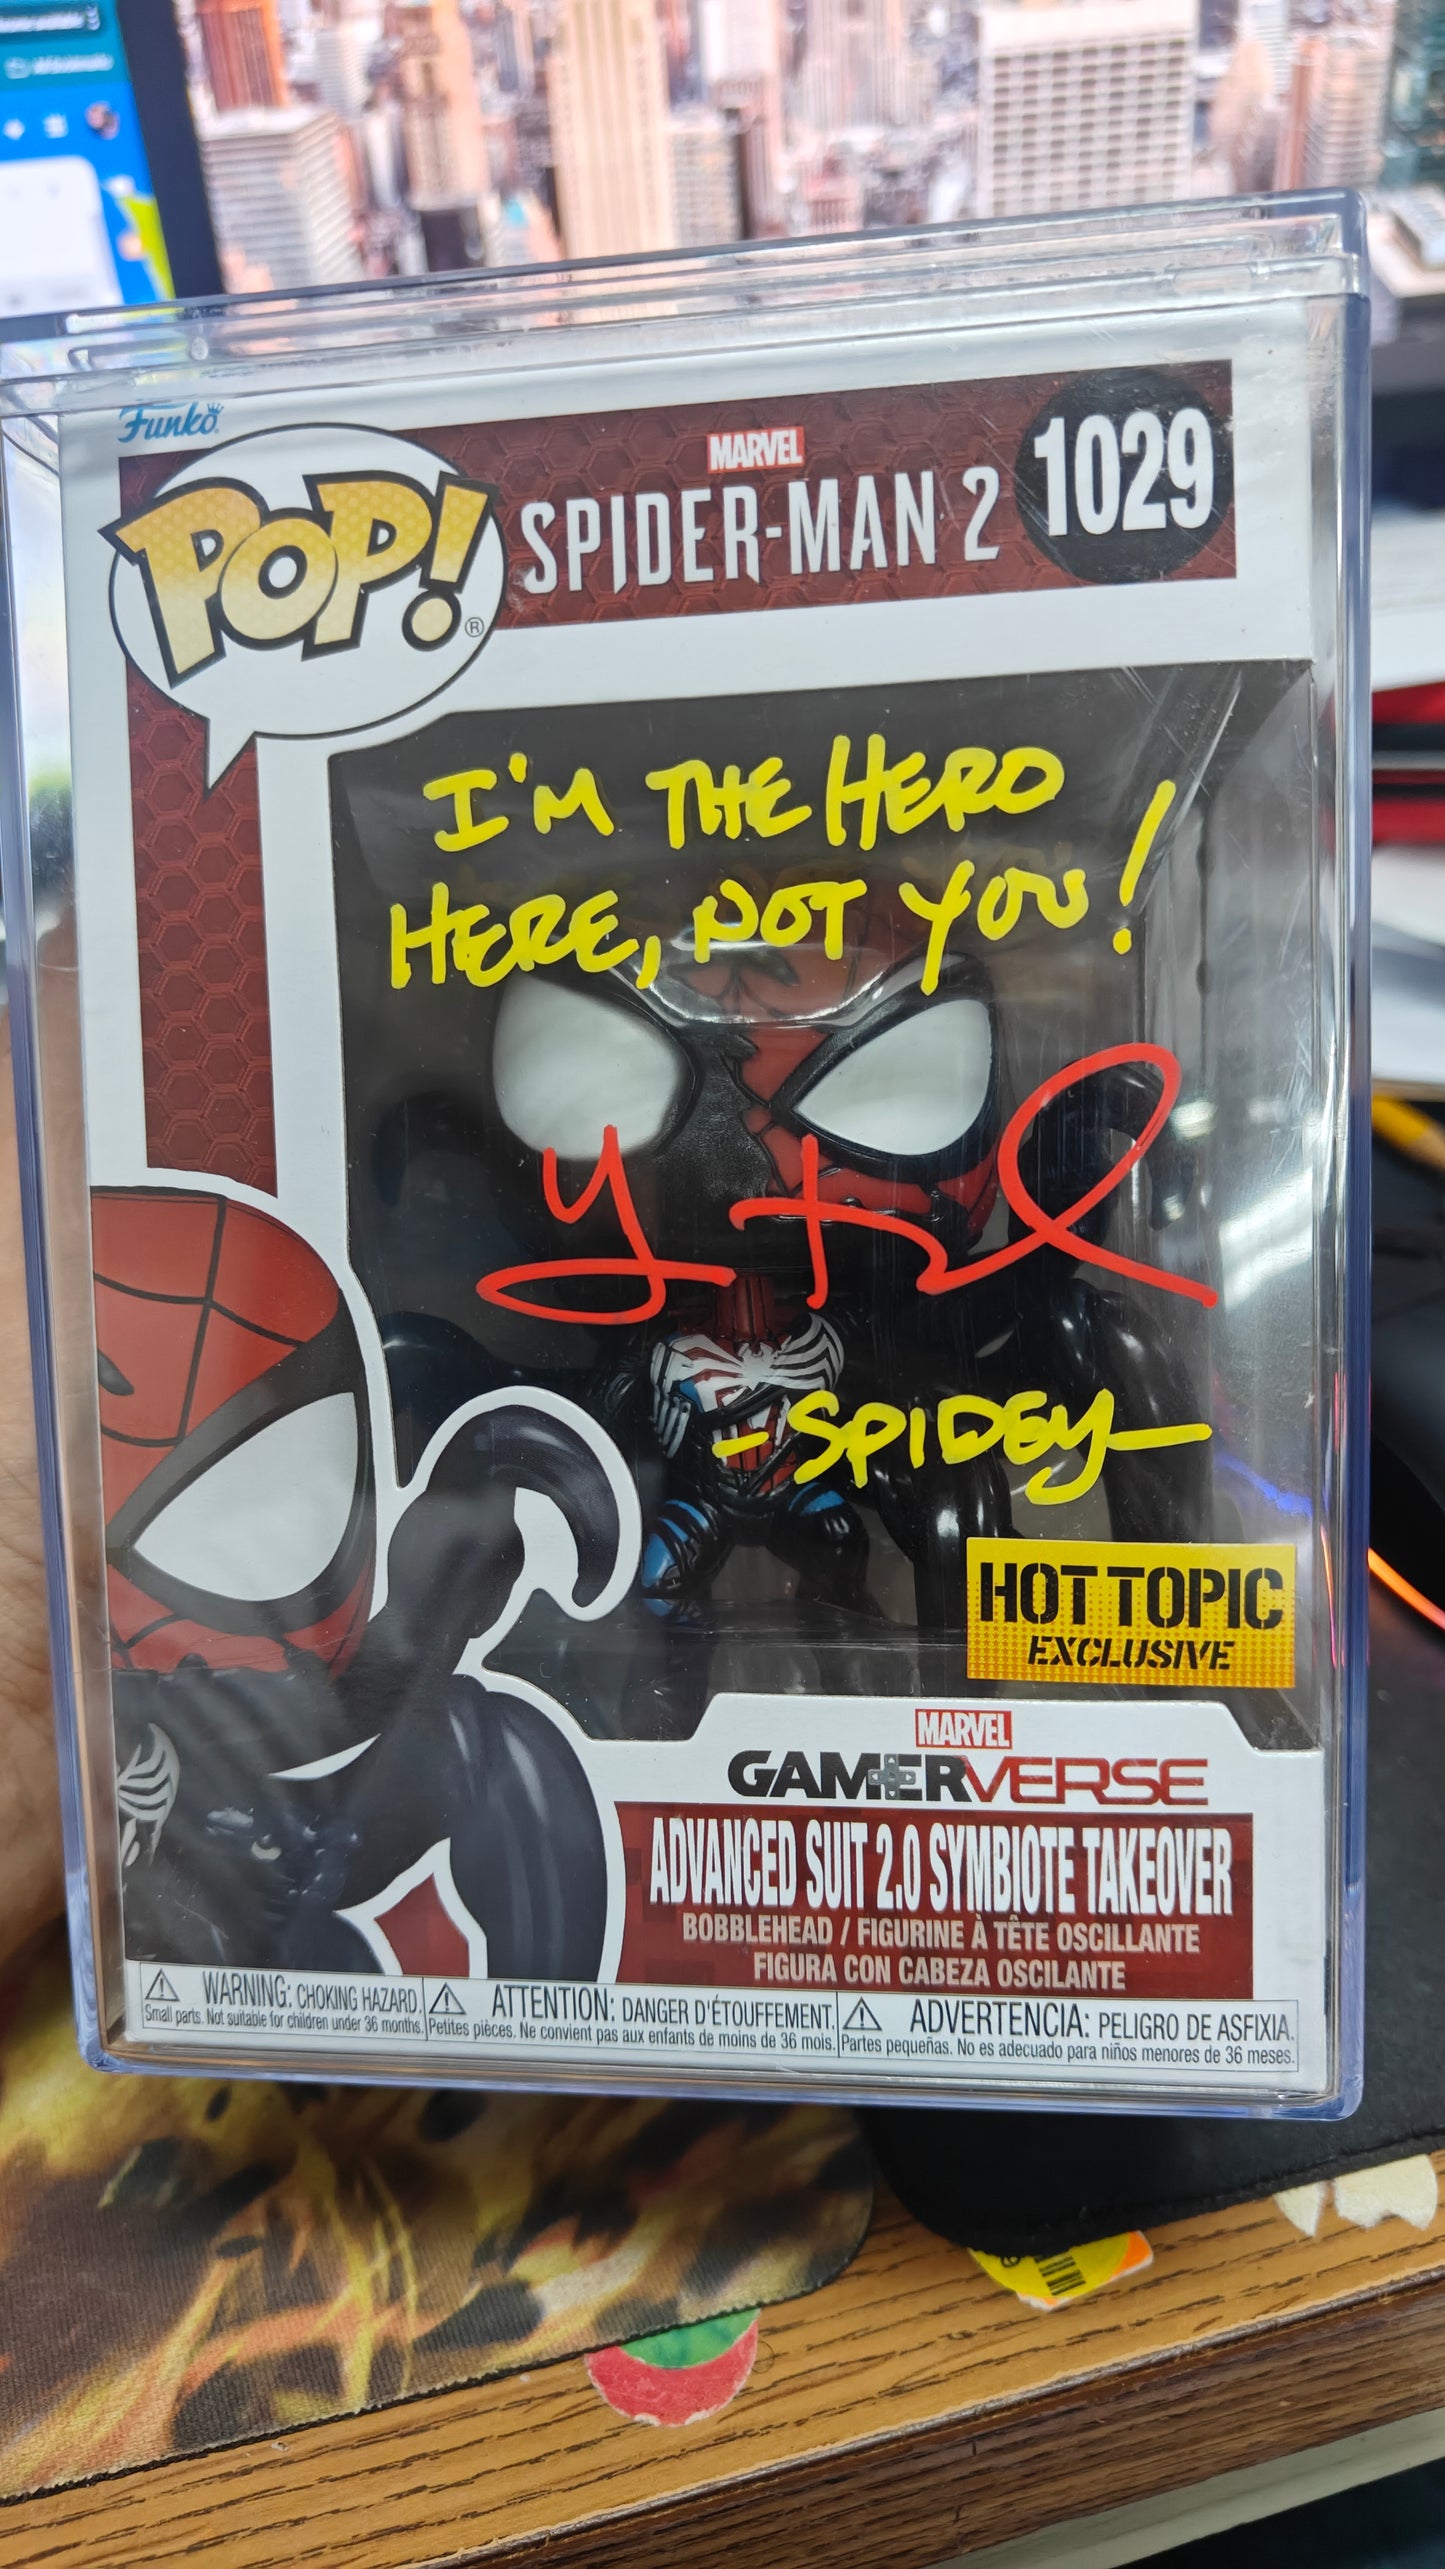 Funko
POP!
®
MARVEL
SPIDER-MAN 2
1029
I'M THE HERO
HERE, NOT YOU!
-SPIDEY-
HOT TOPIC
EXCLUSIVE
MARVEL
GAMERVERSE
ADVANCED SUIT 2.0 SYMBIOTE TAKEOVER
BOBBLEHEAD / FIGURINE À TÊTE OSCILLANTE
FIGURA CON CABEZA OSCILANTE
WARNING: CHOKING HAZARD.
Small parts. Not suitable for children under 36 months.
ATTENTION: DANGER D'ÉTOUFFEMENT.
Petites pièces. Ne convient pas aux enfants de moins de 36 mois.
ADVERTENCIA: PELIGRO DE ASFIXIA.
Partes pequeñas. No es adecuado para niños menores de 36 meses.